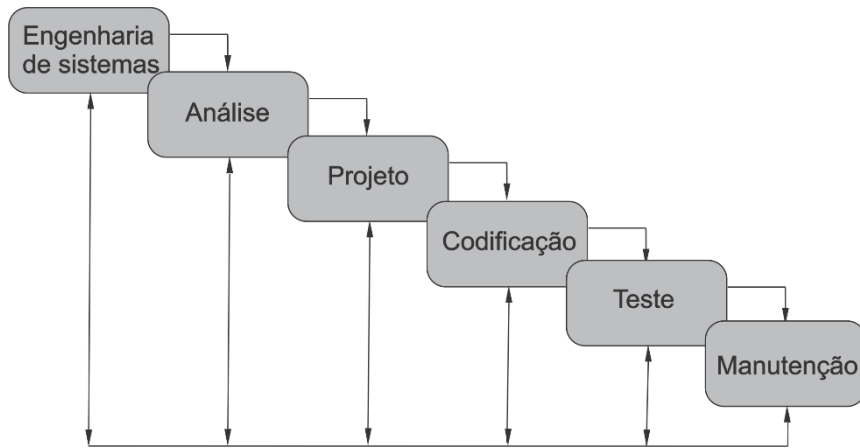 Engenharia
de sistemas
Análise
Projeto
Codificação
Teste
Manutenção